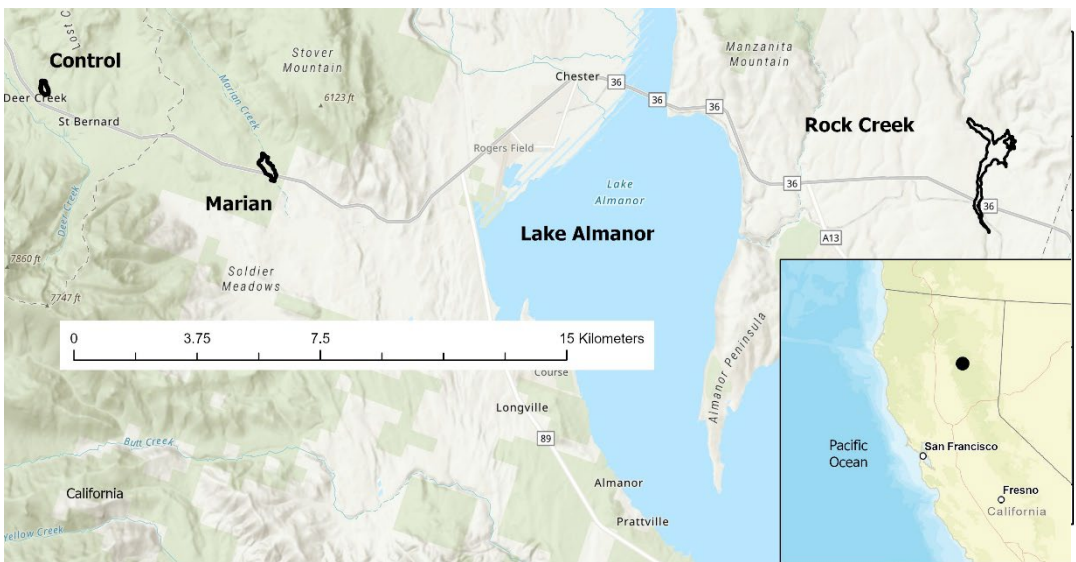 Lost C
Control
Deer Creek
St Bernard
Marian Creek
Stover
Mountain
6123 ft
Chester
36
36
36
Manzanita
Mountain
Rock Creek
Rogers Field
Marian
Lake
Almanor
Lake Almanor
36
36
A13
Deer Creek
7860 ft
7747 ft
Soldier
Meadows
0
3.75
7.5
15 Kilometers
Course
Almanor Peninsula
Longville
89
Butt Creek
California
Yellow Creek
Almanor
Prattville
Pacific
Ocean
San Francisco
Fresno
California